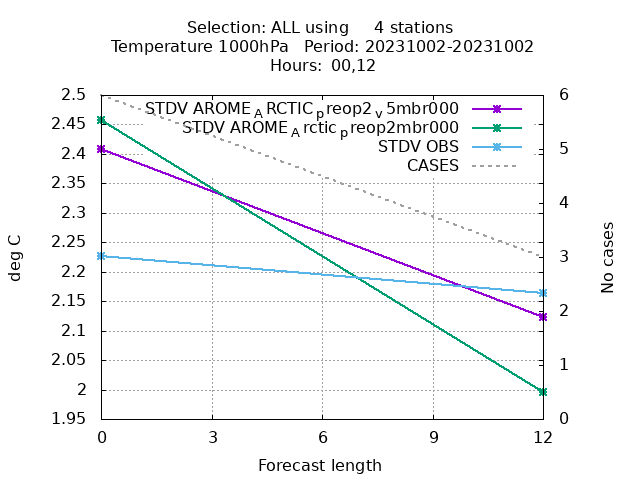 Selection: ALL using     4 stations
Temperature 1000hPa   Period: 20231002-20231002
Hours: 00,12
2.5
2.45
2.4
2.35
2.3
2.25
2.2
2.15
2.1
2.05
2
1.95
6
5
4
3
2
1
0
0
3
6
9
12
deg C
No cases
Forecast length
STDV AROME_ARCTIC_preop2_v5mbr000
STDV AROME_Arctic_preop2mbr000
STDV OBS
CASES